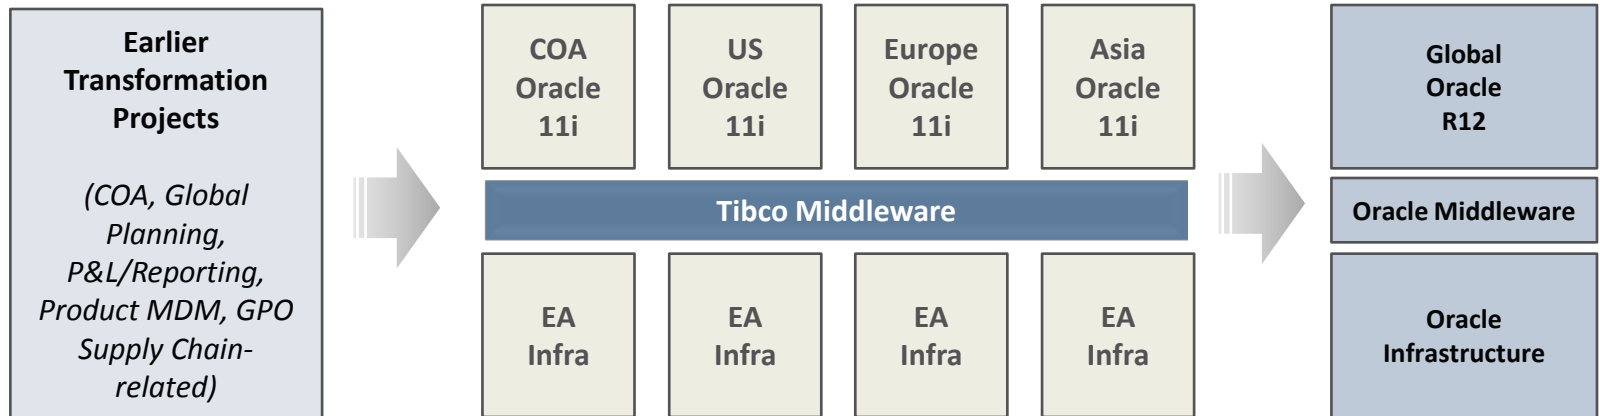 Earlier
Transformation
Projects
(COA, Global
Planning,
P&L/Reporting,
Product MDM, GPO
Supply Chain-
related)
COA
Oracle
11i
US
Oracle
11i
Europe
Oracle
11i
Asia
Oracle
11i
Tibco Middleware
EA
Infra
EA
Infra
EA
Infra
EA
Infra
Global
Oracle
R12
Oracle Middleware
Oracle
Infrastructure